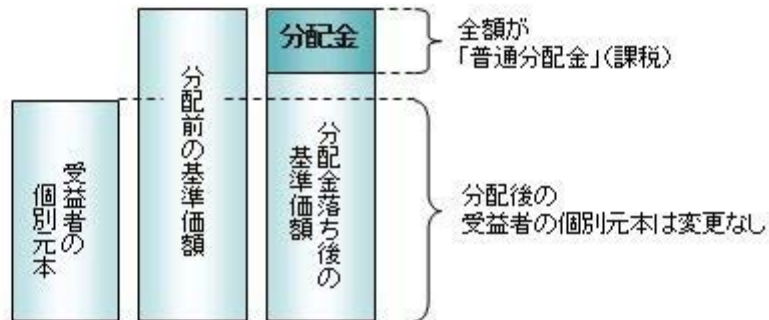 受益者の
個別元本
分配前の基準価額
分配金
分配金落ち後の
基準価額
全額が
「普通分配金」(課税)
分配後の
受益者の個別元本は変更なし